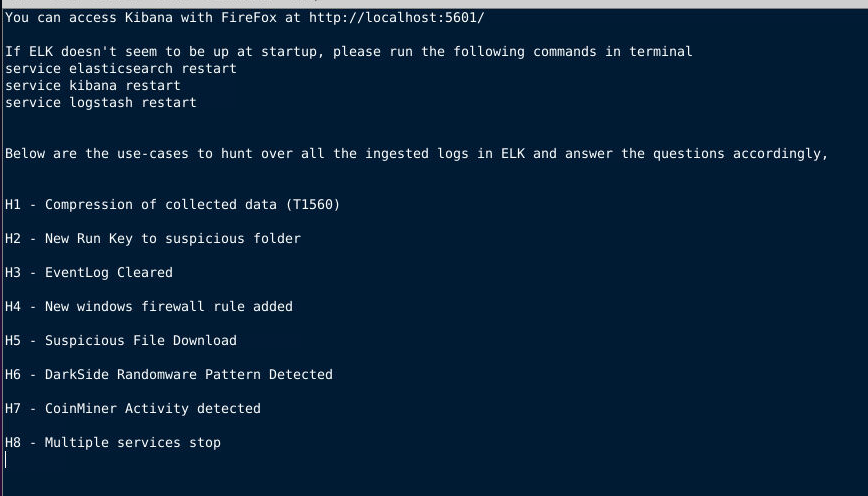 You can access Kibana with FireFox at http://localhost:5601/
If ELK doesn't seem to be up at startup, please run the following commands in terminal
service elasticsearch restart
service kibana restart
service logstash restart
Below are the use-cases to hunt over all the ingested logs in ELK and answer the questions accordingly,
H1 - Compression of collected data (T1560)
H2 - New Run Key to suspicious folder
H3 - EventLog Cleared
H4 - New windows firewall rule added
H5 - Suspicious File Download
H6 - DarkSide Randomware Pattern Detected
H7 - CoinMiner Activity detected
H8 - Multiple services stop